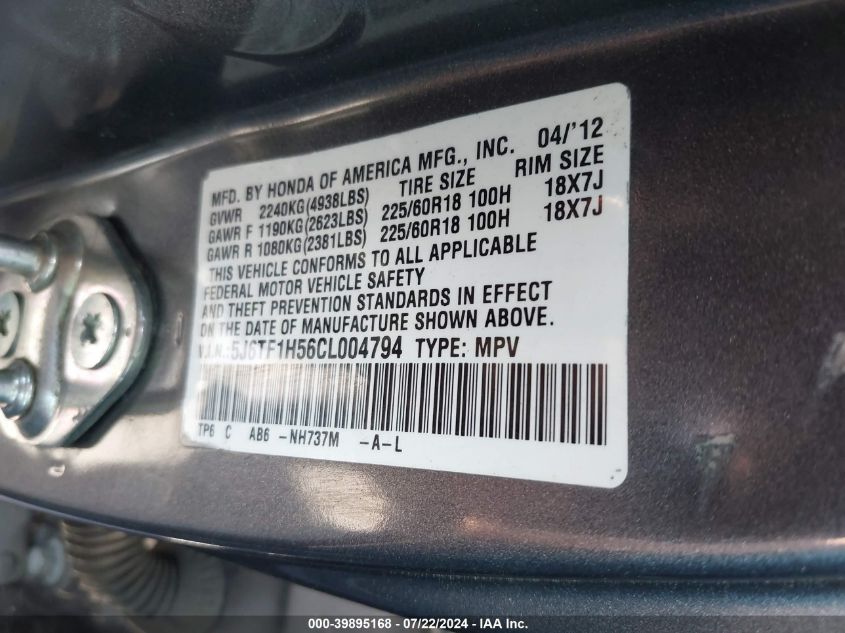 MFD. BY HONDA OF AMERICA MFG., INC. 04/'12
GVWR 2240KG(4938LBS) TIRE SIZE RIM SIZE
GAWR F 1190KG(2623LBS) 225/60R18 100H 18X7J
GAWR R 1080KG(2381LBS) 225/60R18 100H 18X7J
THIS VEHICLE CONFORMS TO ALL APPLICABLE
FEDERAL MOTOR VEHICLE SAFETY
AND THEFT PREVENTION STANDARDS IN EFFECT
ON THE DATE OF MANUFACTURE SHOWN ABOVE.
V.I.N.:5J6TF1H56CL004794 TYPE: MPV
TP6 C AB6 -NH737M -A-L
000-39895168 - 07/22/2024 - IAA Inc.